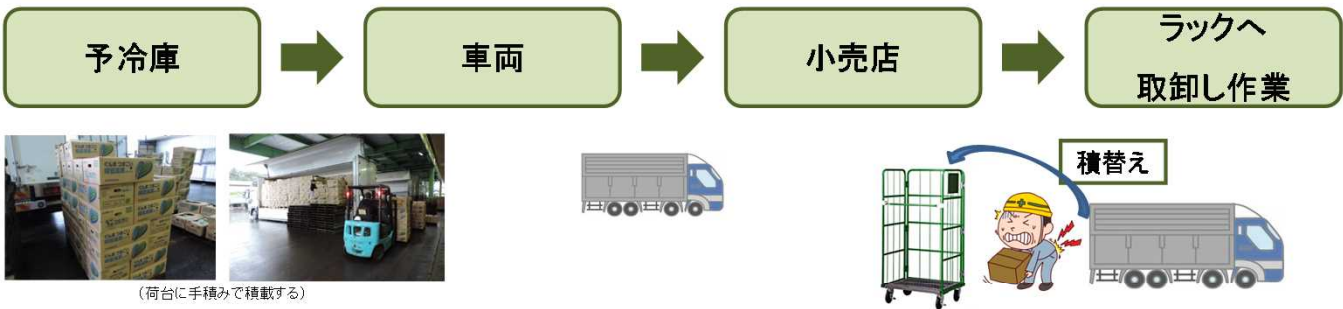 予冷庫
車両
小売店
ラックへ
取卸し作業
積替え
(荷台に手積みで積載する)